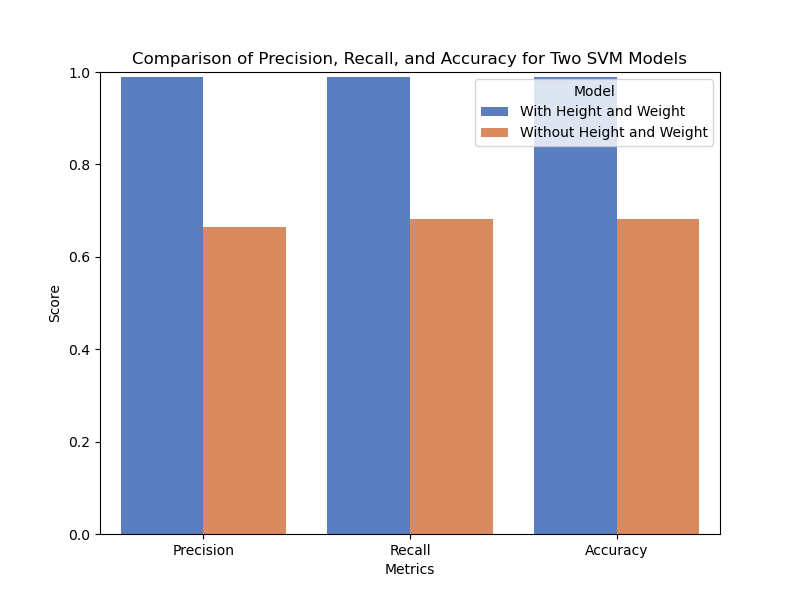 Comparison of Precision, Recall, and Accuracy for Two SVM Models
Model
With Height and Weight
Without Height and Weight
1.0
0.8
0.6
0.4
0.2
0.0
Score
Precision
Recall
Accuracy
Metrics